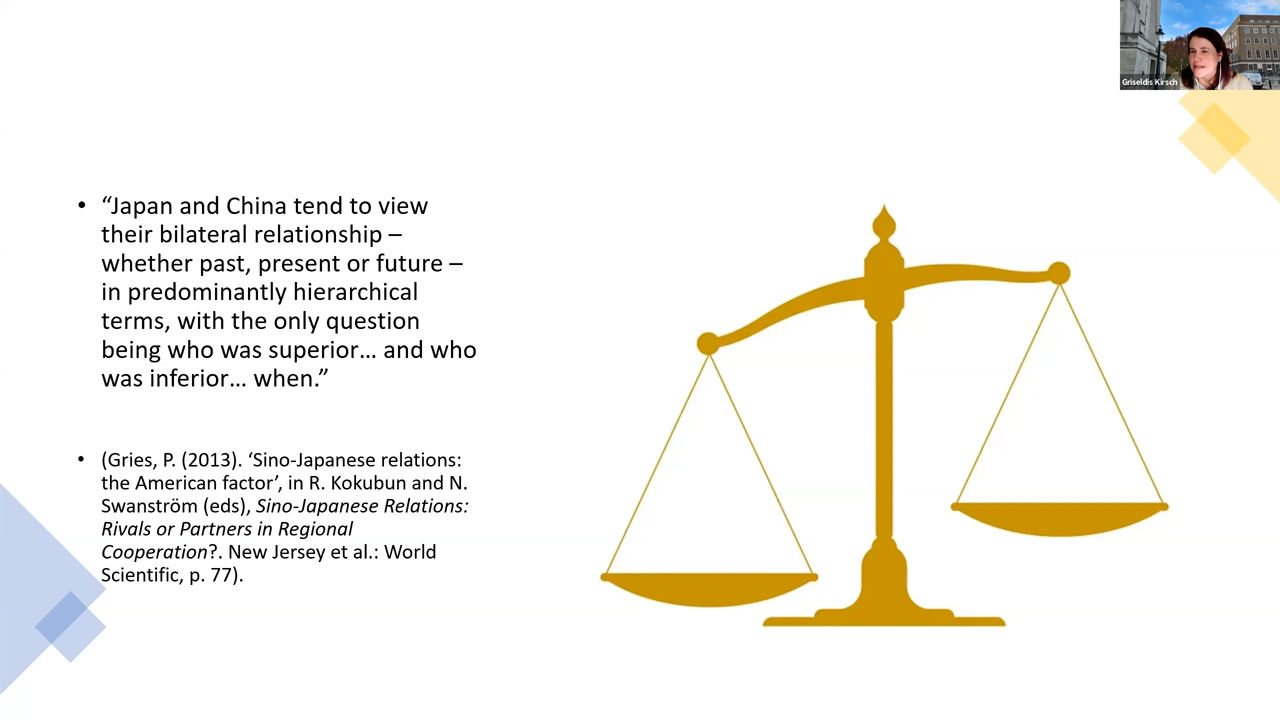 Griseldis Kirsch
• “Japan and China tend to view
their bilateral relationship –
whether past, present or future –
in predominantly hierarchical
terms, with the only question
being who was superior… and who
was inferior… when.”
• (Gries, P. (2013). ‘Sino-Japanese relations:
the American factor’, in R. Kokubun and N.
Swanström (eds), Sino-Japanese Relations:
Rivals or Partners in Regional
Cooperation?. New Jersey et al.: World
Scientific, p. 77).